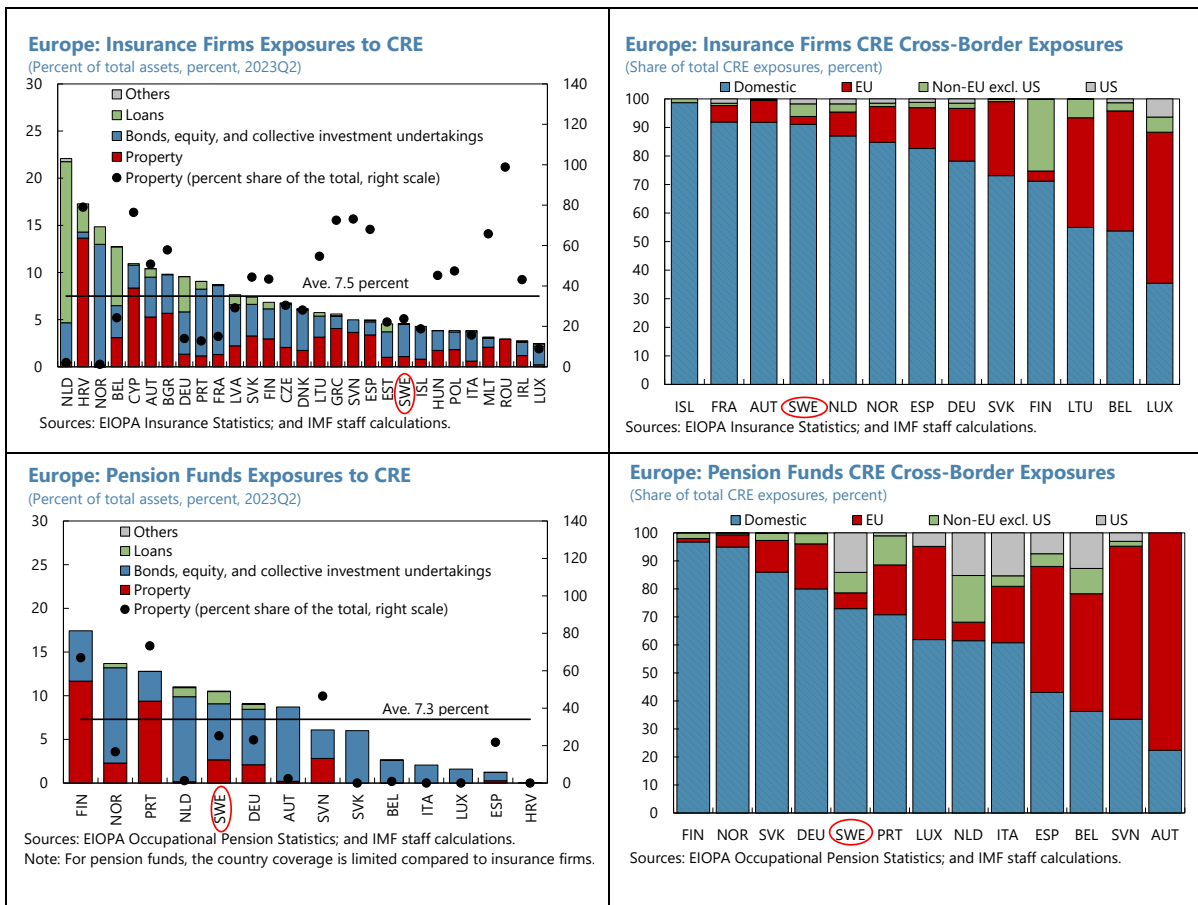 Europe: Insurance Firms Exposures to CRE
(Percent of total assets, percent, 2023Q2)
30
25
20
15
10
5
0
140
120
100
80
60
40
20
0
Others
Loans
Bonds, equity, and collective investment undertakings
Property
Property (percent share of the total, right scale)
Ave. 7.5 percent
NLD HRV NOR BEL CYP AUT BGR DEU PRT FRA LVA SVK FIN CZE DNK LTU GRC SVN ESP EST SWE ISL HUN POL ITA MLT ROU IRL LUX
Sources: EIOPA Insurance Statistics; and IMF staff calculations.
Europe: Insurance Firms CRE Cross-Border Exposures
(Share of total CRE exposures, percent)
Domestic EU Non-EU excl. US US
100
90
80
70
60
50
40
30
20
10
0
ISL FRA AUT SWE NLD NOR ESP DEU SVK FIN LTU BEL LUX
Sources: EIOPA Insurance Statistics; and IMF staff calculations.
Europe: Pension Funds Exposures to CRE
(Percent of total assets, percent, 2023Q2)
30
25
20
15
10
5
0
140
120
100
80
60
40
20
0
Others
Loans
Bonds, equity, and collective investment undertakings
Property
Property (percent share of the total, right scale)
Ave. 7.3 percent
FIN NOR PRT NLD SWE DEU AUT SVN SVK BEL ITA LUX ESP HRV
Sources: EIOPA Occupational Pension Statistics; and IMF staff calculations.
Note: For pension funds, the country coverage is limited compared to insurance firms.
Europe: Pension Funds CRE Cross-Border Exposures
(Share of total CRE exposures, percent)
Domestic EU Non-EU excl. US US
100
90
80
70
60
50
40
30
20
10
0
FIN NOR SVK DEU SWE PRT LUX NLD ITA ESP BEL SVN AUT
Sources: EIOPA Occupational Pension Statistics; and IMF staff calculations.